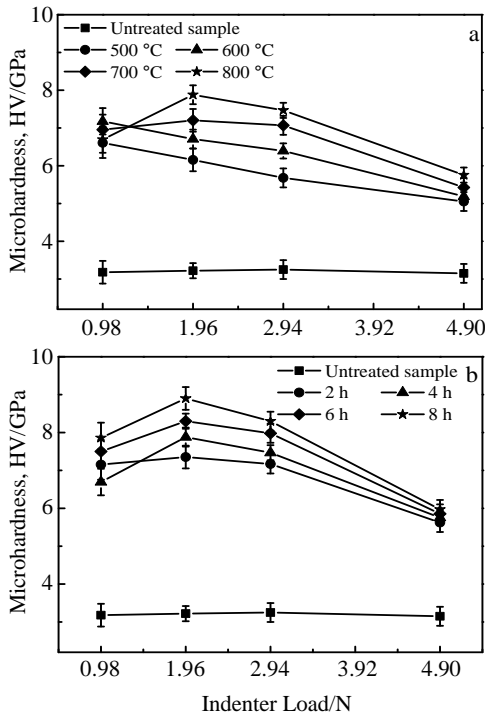 10
a
Untreated sample
500 °C 600 °C
700 °C 800 °C
8
6
4
Microhardness, HV/GPa
0.98 1.96 2.94 3.92 4.90
10
b
Untreated sample
2 h 4 h
6 h 8 h
8
6
4
Microhardness, HV/GPa
0.98 1.96 2.94 3.92 4.90
Indenter Load/N